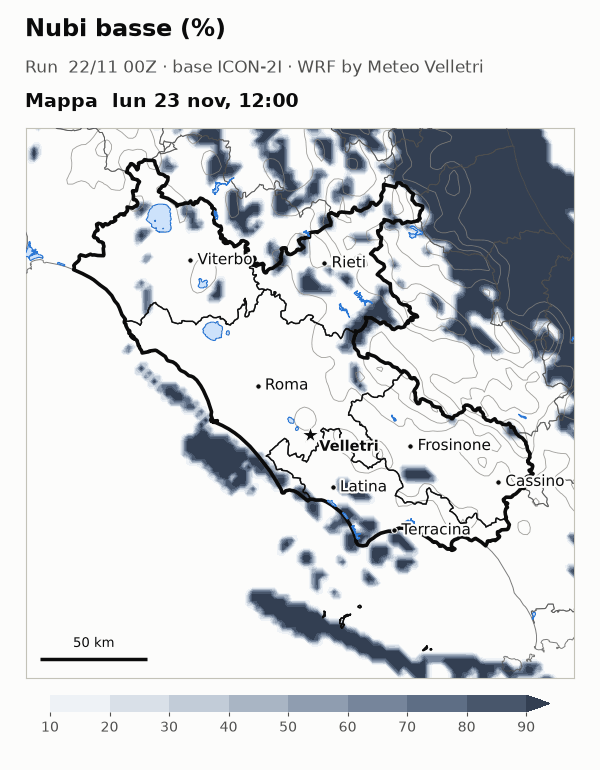 Nubi basse (%)
Run  22/11 00Z · base ICON-2I · WRF by Meteo Velletri
Mappa  lun 23 nov, 12:00
Viterbo
Rieti
Roma
Velletri
Frosinone
Latina
Cassino
Terracina
50 km
10 20 30 40 50 60 70 80 90